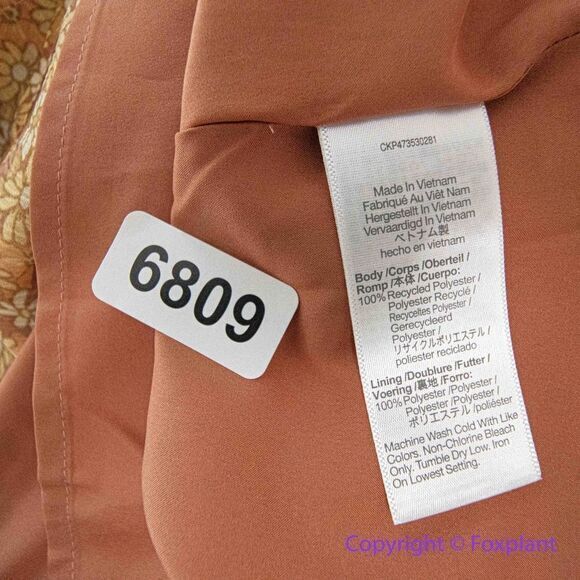 CKP473530281
Made In Vietnam
Fabriqué Au Viêt Nam
Hergestellt In Vietnam
Vervaardigd In Vietnam
ベトナム製
hecho en vietnam
Body /Corps /Oberteil /
Romp /本体 /Cuerpo:
100% Recycled Polyester /
Polyester Recyclé /
Recyceltes Polyester /
Gerecycleerd
Polyester /
リサイクルポリエステル /
poliester reciclado
Lining /Doublure /Futter /
Voering /裏地 /Forro:
100% Polyester /Polyester /
Polyester /Polyester
/ポリエステル /poliéster
Machine Wash Cold With Like
Colors, Non-Chlorine Bleach
Only. Tumble Dry Low. Iron
On Lowest Setting.
6809
Copyright © Foxplant